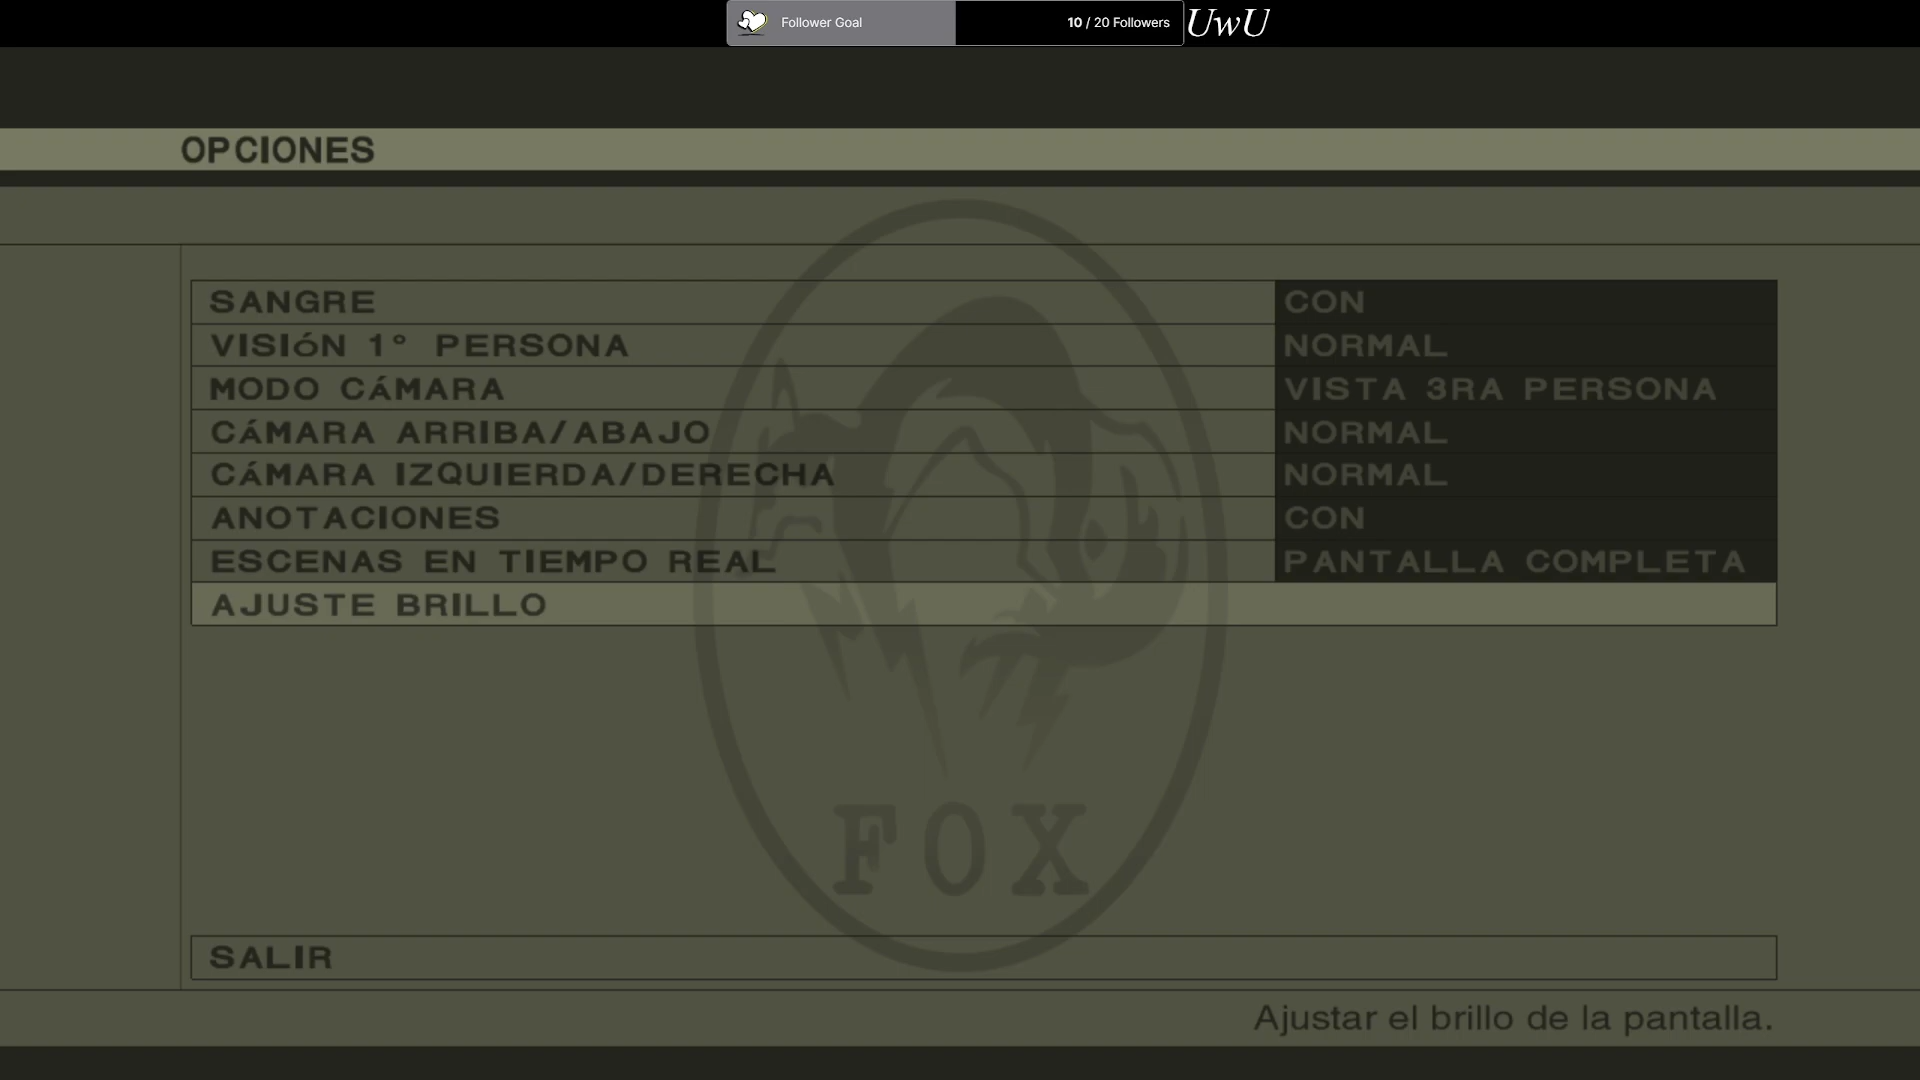 Follower Goal 10 / 20 Followers UwU
OPCIONES
SANGRE CON
VISIóN 1° PERSONA NORMAL
MODO CáMARA VISTA 3RA PERSONA
CáMARA ARRIBA/ABAJO NORMAL
CáMARA IZQUIERDA/DERECHA NORMAL
ANOTACIONES CON
ESCENAS EN TIEMPO REAL PANTALLA COMPLETA
AJUSTE BRILLO
FOX
SALIR
Ajustar el brillo de la pantalla.